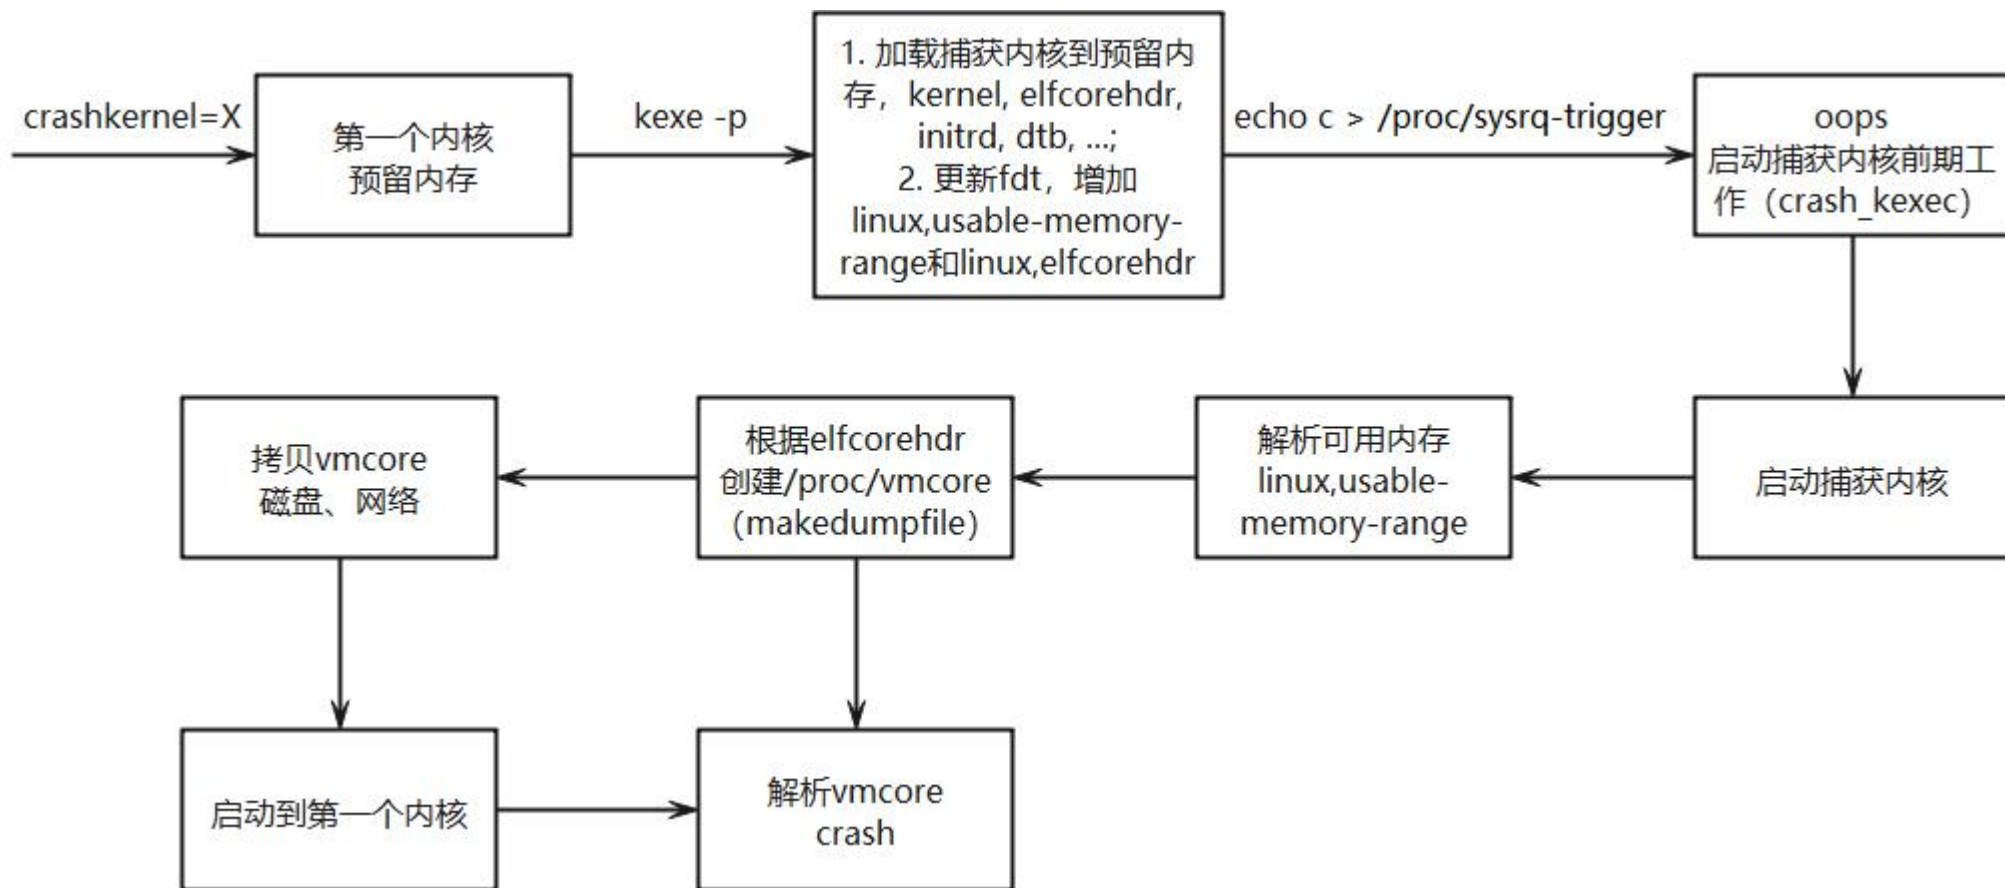 crashkernel=X
第一个内核
预留内存
kexe -p
1. 加载捕获内核到预留内
存，kernel, elfcorehdr,
initrd, dtb, ...;
2. 更新fdt，增加
linux,usable-memory-
range和linux,elfcorehdr
echo c > /proc/sysrq-trigger
oops
启动捕获内核前期工
作（crash_kexec）
启动捕获内核
解析可用内存
linux,usable-
memory-range
根据elfcorehdr
创建/proc/vmcore
（makedumpfile）
拷贝vmcore
磁盘、网络
启动到第一个内核
解析vmcore
crash